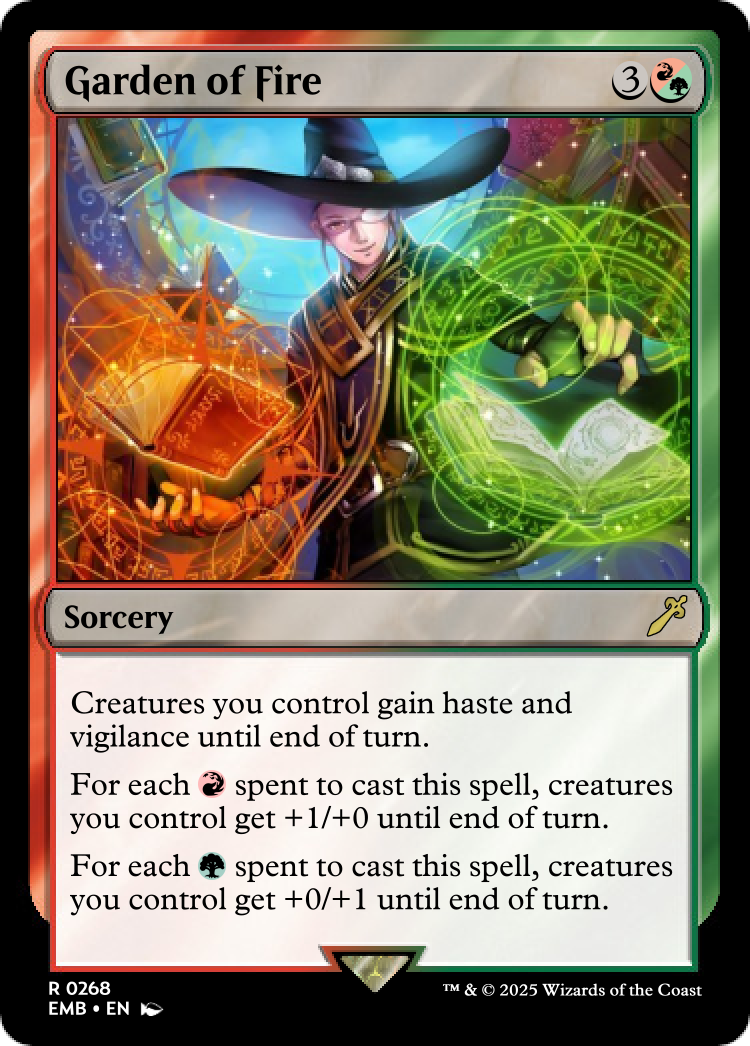 Garden of Fire
3
Sorcery
Creatures you control gain haste and
vigilance until end of turn.
For each spent to cast this spell, creatures
you control get +1/+0 until end of turn.
For each spent to cast this spell, creatures
you control get +0/+1 until end of turn.
R 0268
EMB • EN
™ & © 2025 Wizards of the Coast